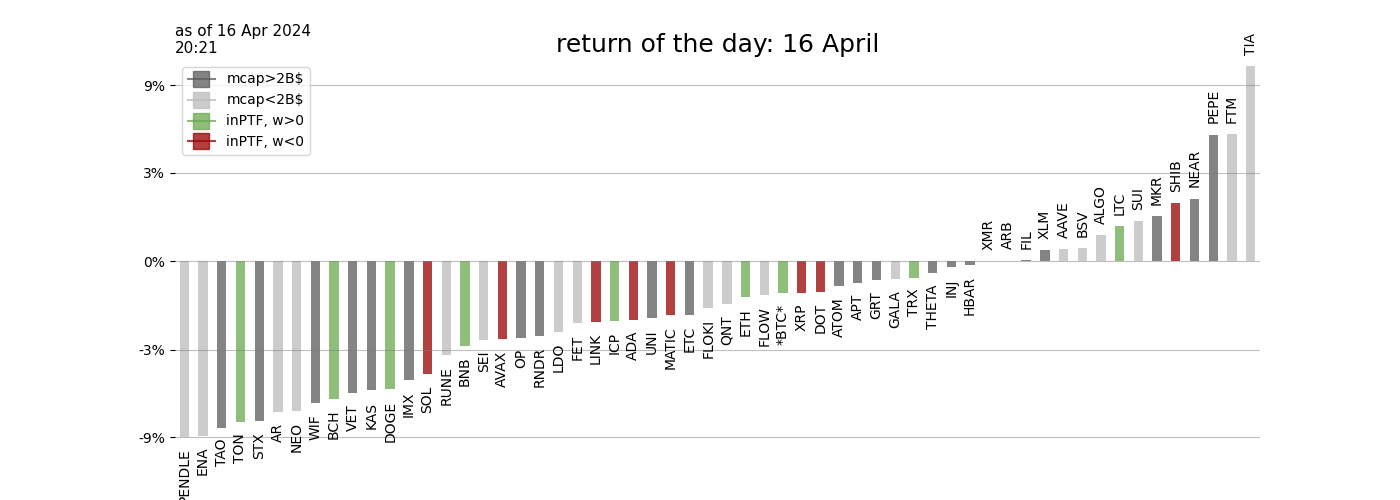 as of 16 Apr 2024
20:21
return of the day: 16 April
mcap>2B$
mcap<2B$
inPTF, w>0
inPTF, w<0
9%
3%
0%
-3%
-9%
PENDLE
ENA
TAO
TON
STX
AR
NEO
WIF
BCH
VET
KAS
DOGE
IMX
SOL
RUNE
BNB
SEI
AVAX
OP
RNDR
LDO
FET
LINK
ICP
ADA
UNI
MATIC
ETC
FLOKI
QNT
ETH
FLOW
*BTC*
XRP
DOT
ATOM
APT
GRT
GALA
TRX
THETA
INJ
HBAR
XMR
ARB
FIL
XLM
AAVE
BSV
ALGO
LTC
SUI
MKR
SHIB
NEAR
PEPE
FTM
TIA